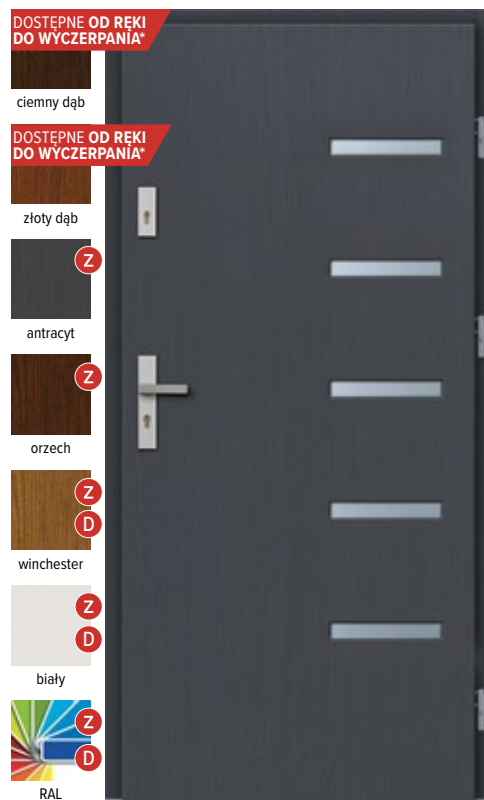 DOSTĘPNE OD RĘKI
DO WYCZERPANIA*
ciemny dąb
DOSTĘPNE OD RĘKI
DO WYCZERPANIA*
złoty dąb
Z
antracyt
Z
orzech
Z
D
winchester
Z
D
biały
Z
D
RAL